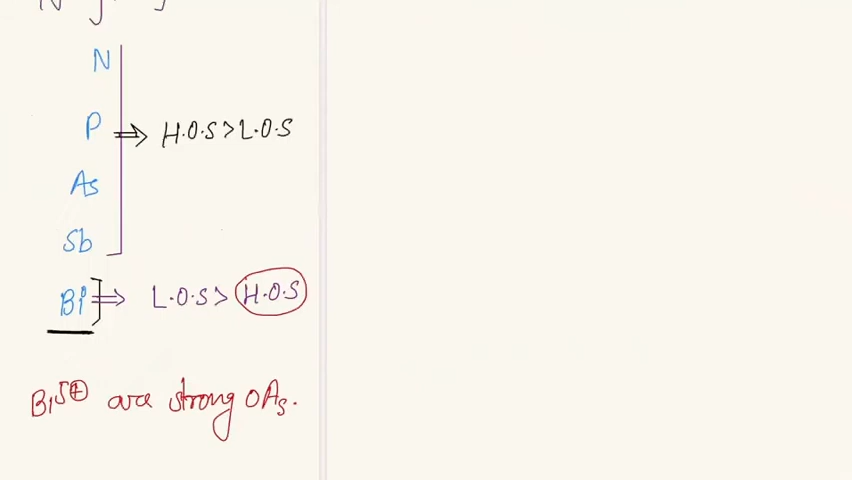 N
P ⇒ H.O.S > L.O.S
As
Sb
Bi ⇒ L.O.S > H.O.S
Bi5⊕ are strong OAs.